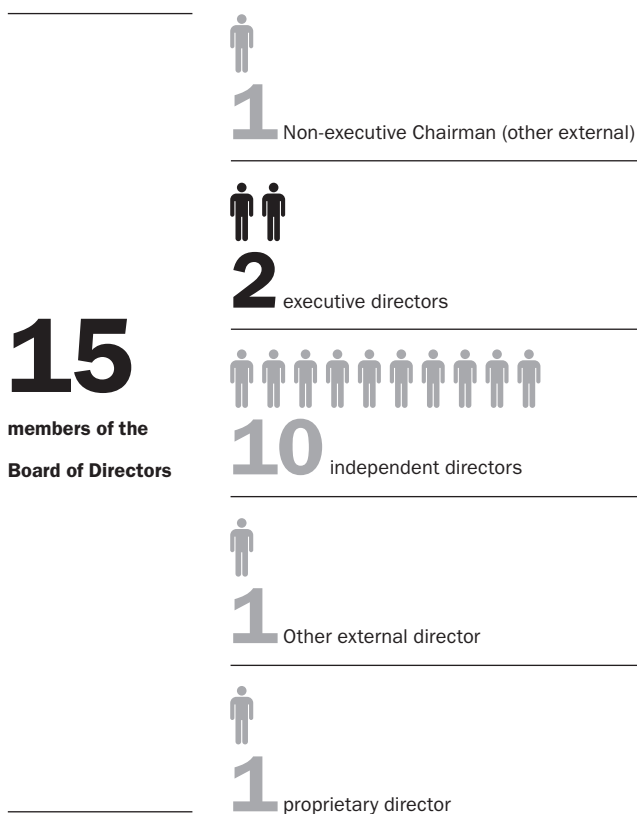 15
members of the
Board of Directors
1 Non-executive Chairman (other external)
2 executive directors
10 independent directors
1 Other external director
1 proprietary director